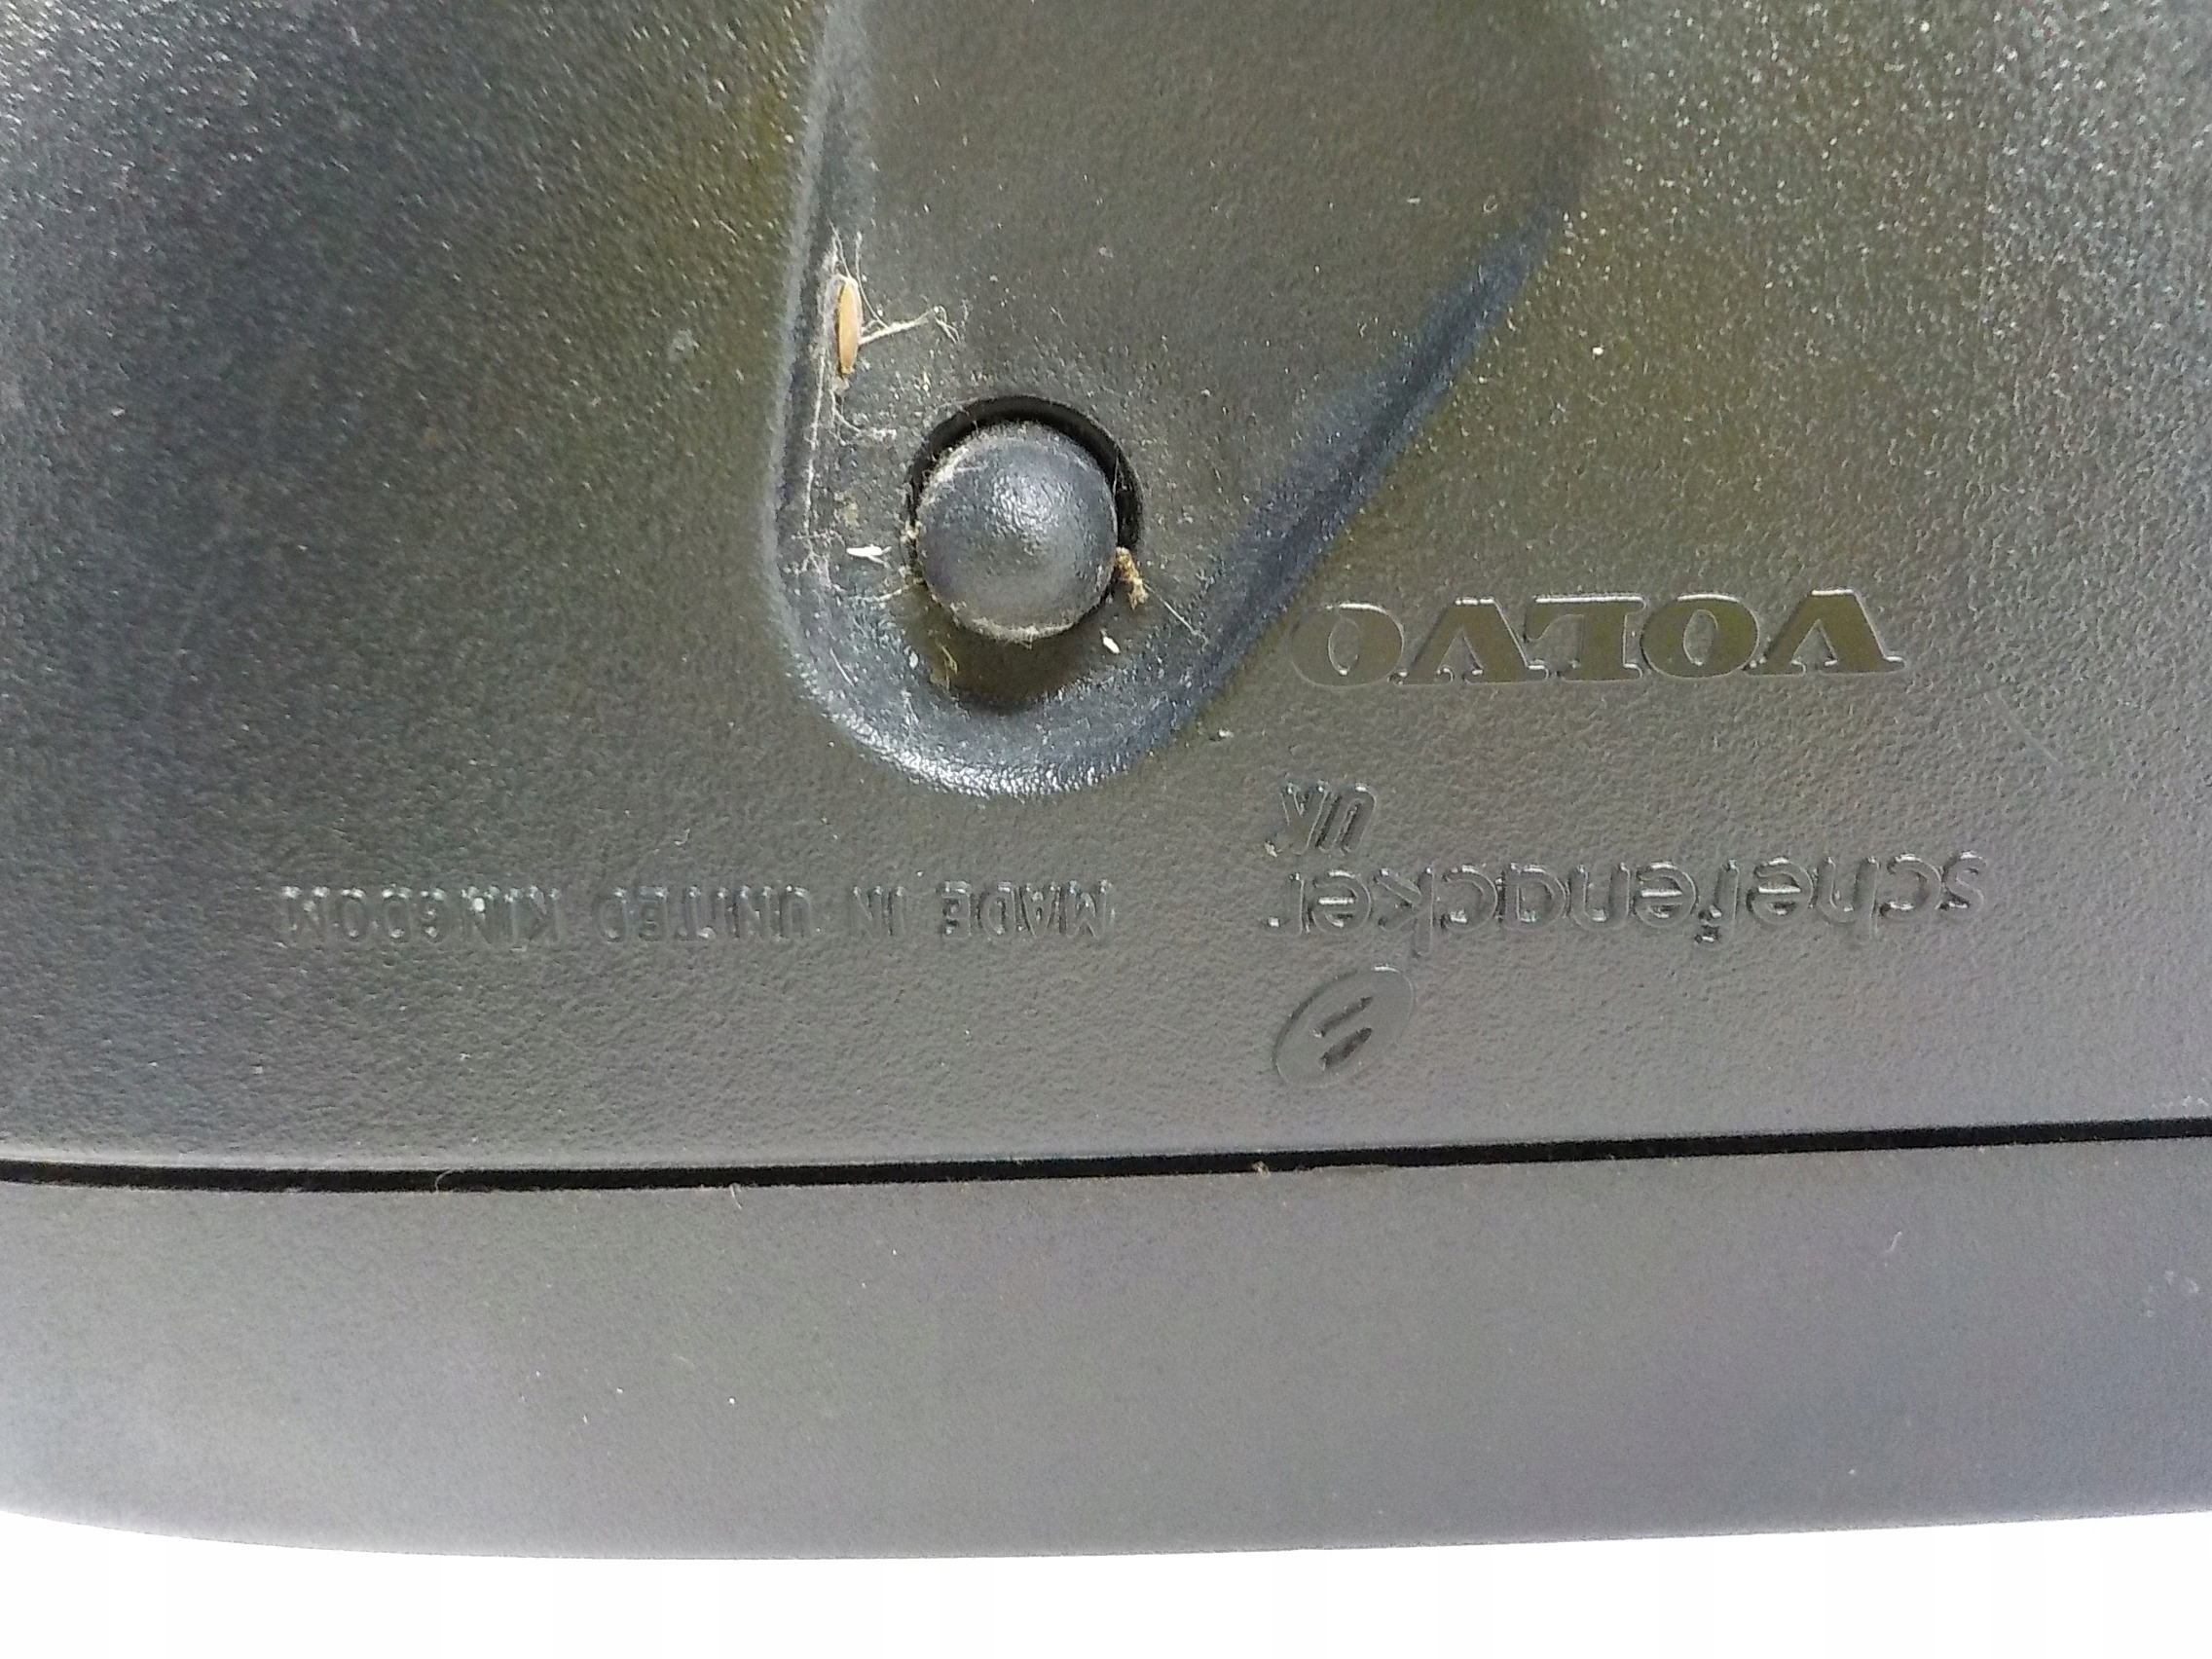 schefenacker
UK
MADE IN UNITED KINGDOM
VOLVO